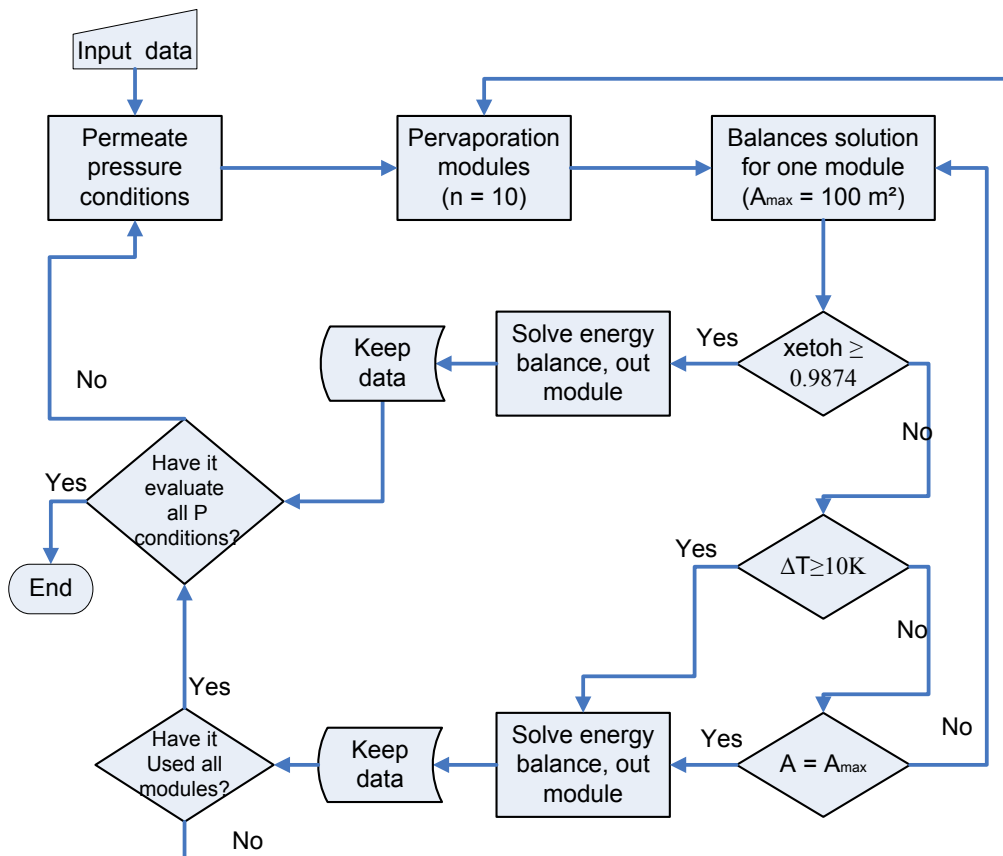 Input data
Permeate
pressure
conditions
Pervaporation
modules
(n = 10)
Balances solution
for one module
(Amax = 100 m²)
Keep
data
Solve energy
balance, out
module
Yes
xetoh ≥
0.9874
No
No
Have it
evaluate
all P
conditions?
Yes
End
Yes
ΔT≥10K
No
Yes
Have it
Used all
modules?
No
Keep
data
Solve energy
balance, out
module
Yes
A = Amax
No